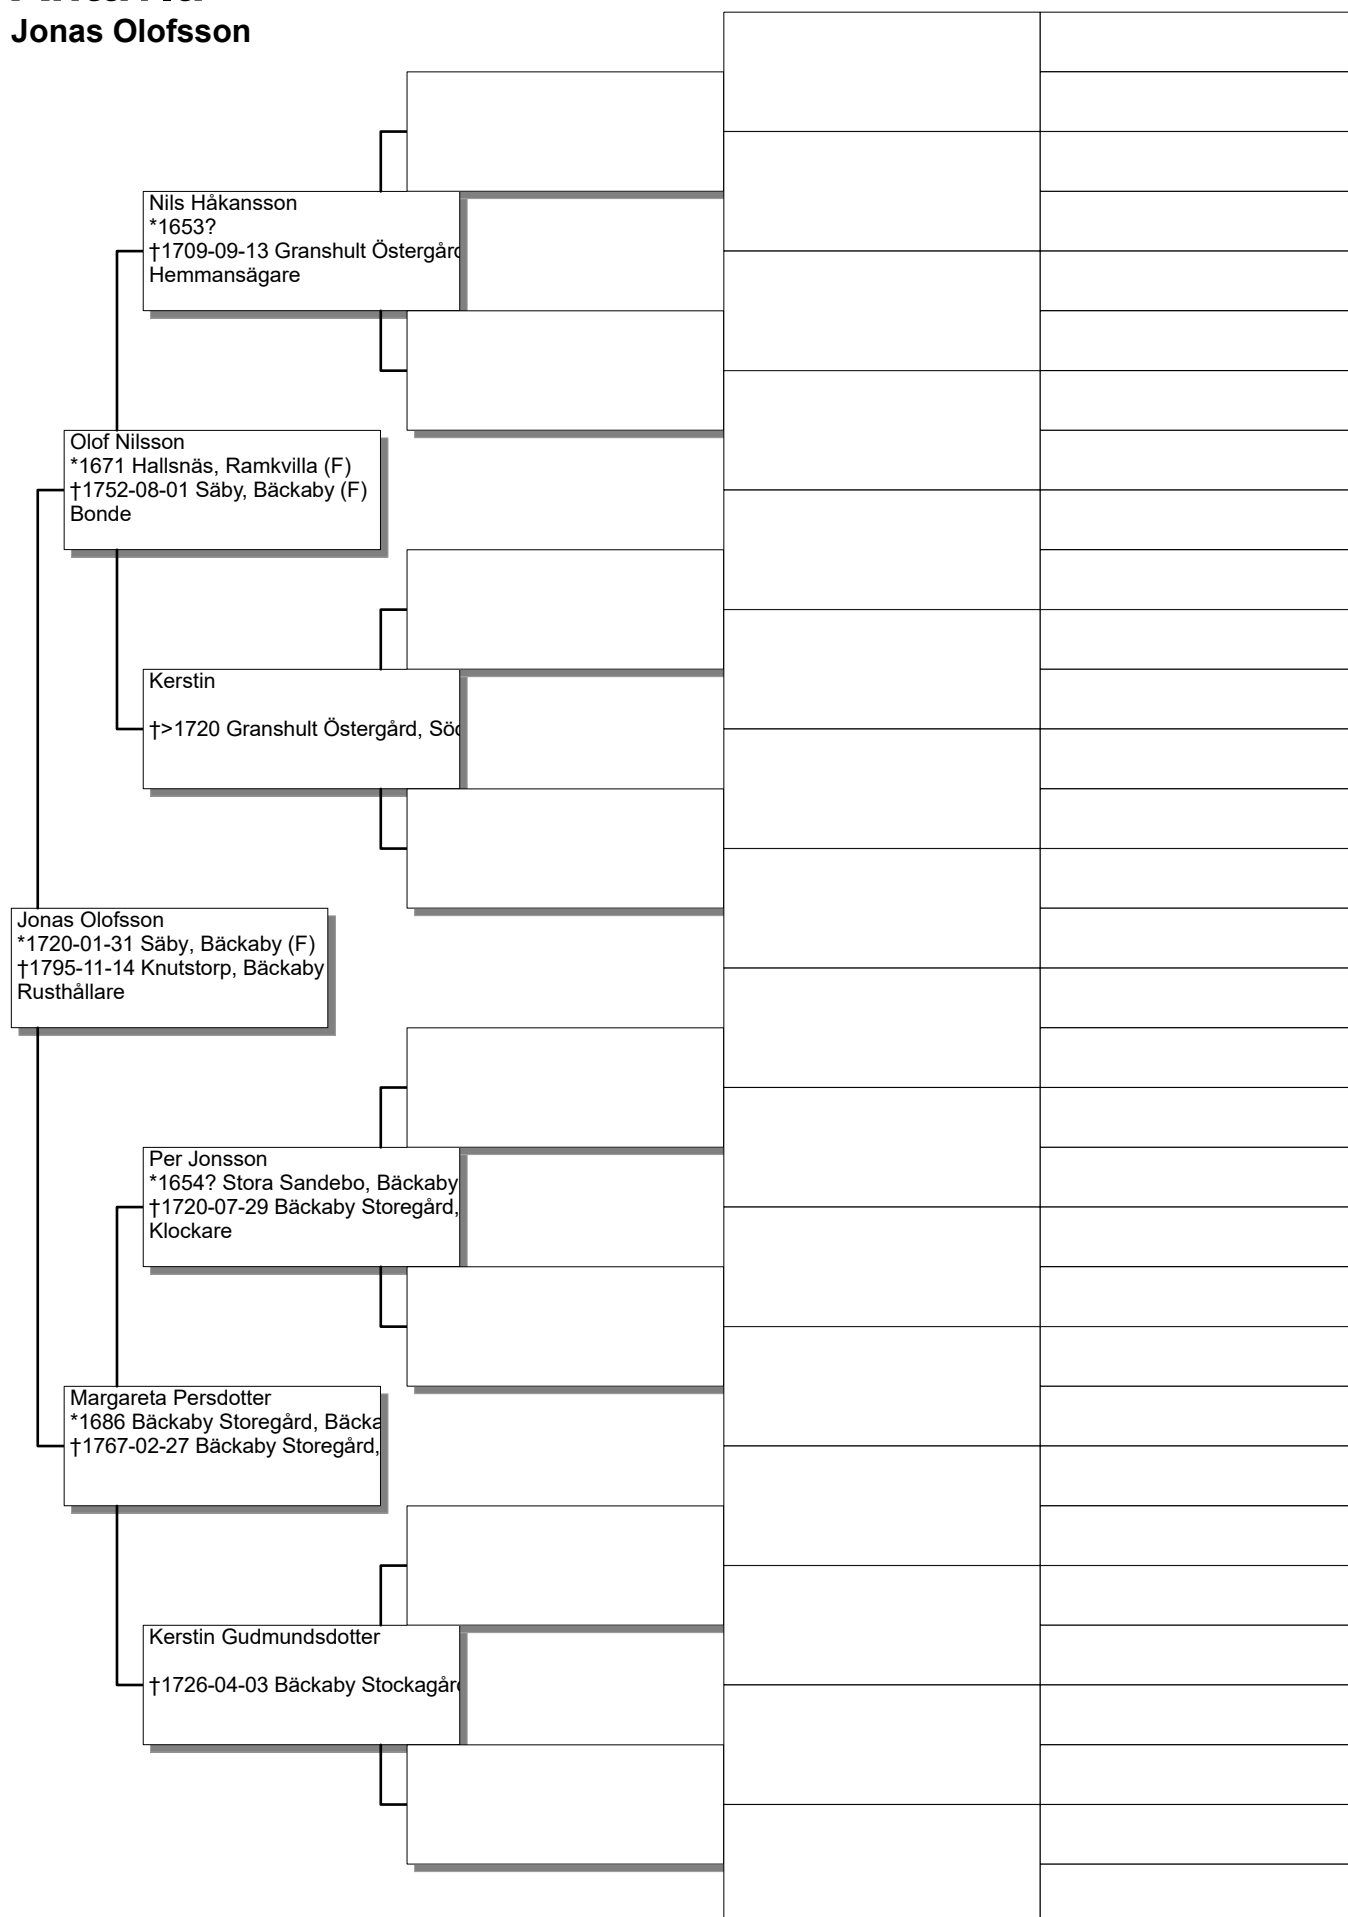 Jonas Olofsson
Nils Håkansson
*1653?
†1709-09-13 Granshult Östergård
Hemmansägare
Olof Nilsson
*1671 Hallsnäs, Ramkvilla (F)
†1752-08-01 Säby, Bäckaby (F)
Bonde
Kerstin
†>1720 Granshult Östergård, Söd
Jonas Olofsson
*1720-01-31 Säby, Bäckaby (F)
†1795-11-14 Knutstorp, Bäckaby
Rusthållare
Per Jonsson
*1654? Stora Sandebo, Bäckaby
†1720-07-29 Bäckaby Storegård,
Klockare
Margareta Persdotter
*1686 Bäckaby Storegård, Bäcka
†1767-02-27 Bäckaby Storegård,
Kerstin Gudmundsdotter
†1726-04-03 Bäckaby Stockagård